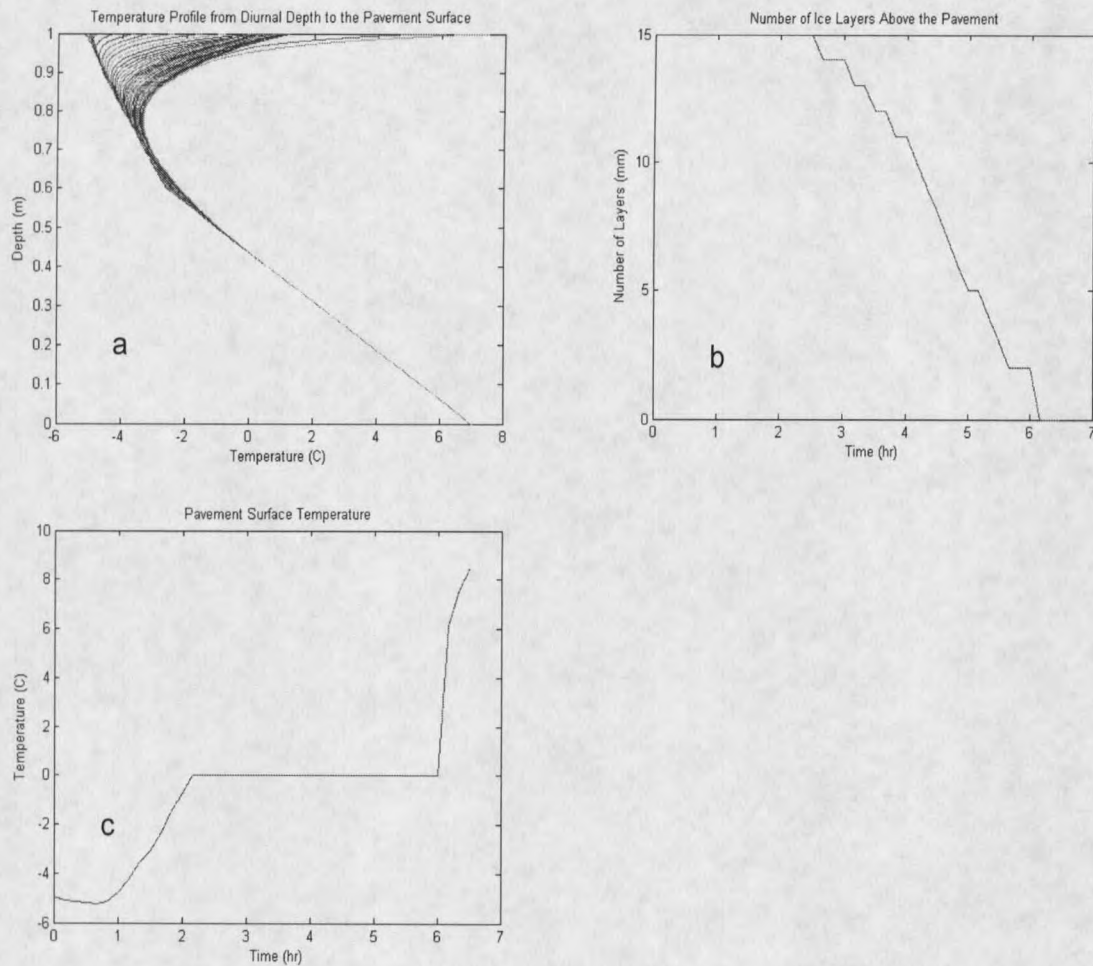 Temperature Profile from Diurnal Depth to the Pavement Surface
1
0.9
0.8
0.7
0.6
0.5
0.4
0.3
0.2
0.1
0
Depth (m)
a
-6 -4 -2 0 2 4 6 8
Temperature (C)
Number of Ice Layers Above the Pavement
15
10
5
0
Number of Layers (mm)
b
0 1 2 3 4 5 6 7
Time (hr)
Pavement Surface Temperature
10
8
6
4
2
0
-2
-4
-6
Temperature (C)
c
0 1 2 3 4 5 6 7
Time (hr)